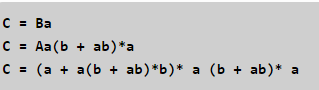 C = Ba
C = Aa(b + ab)*a
C = (a + a(b + ab)*b)* a (b + ab)* a